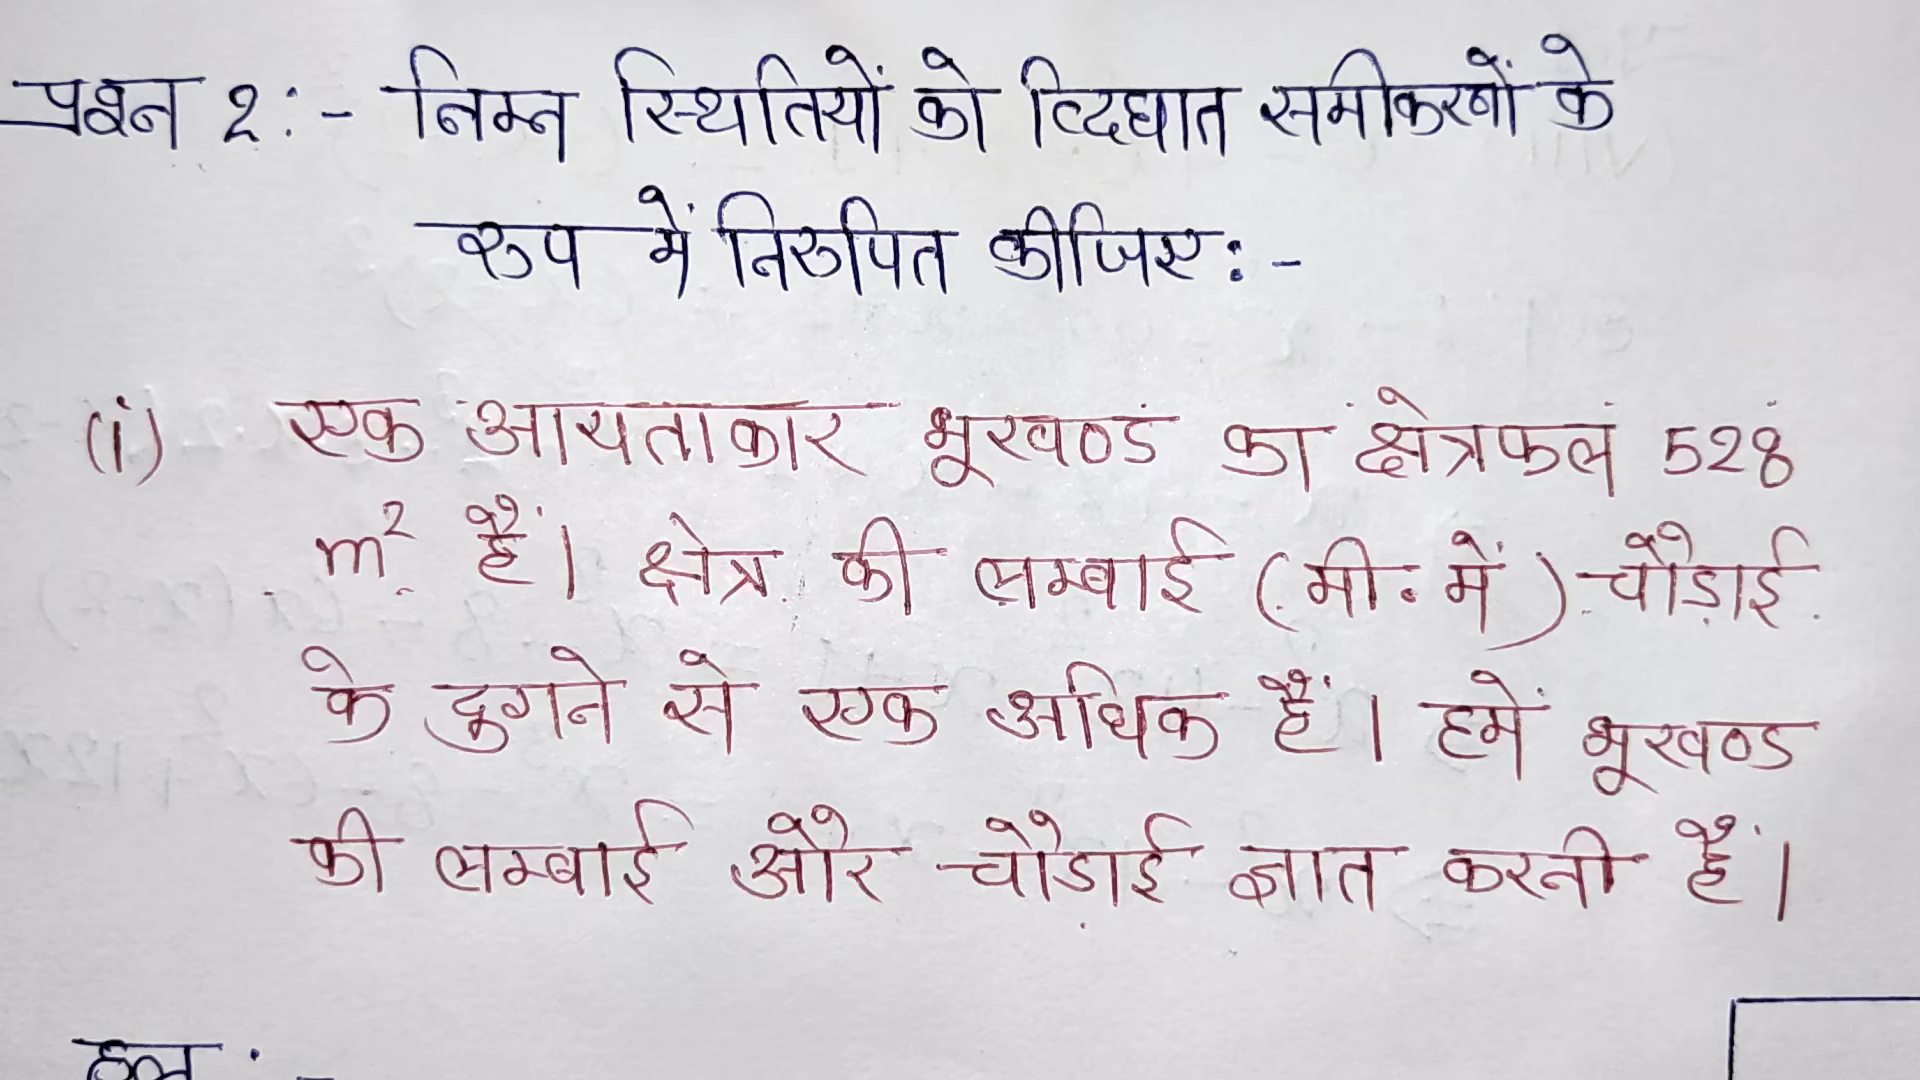 प्रश्न 2:- निम्न स्थितियों को द्विघात समीकरणों के
रुप में निरुपित कीजिए:-
(i) एक आयताकार भूखण्ड का क्षेत्रफल 528
m² हैं। क्षेत्र की लम्बाई (मी. में) चौड़ाई
के दुगने से एक अधिक हैं। हमें भूखण्ड
की लम्बाई और चौड़ाई ज्ञात करनी हैं।
हल :-